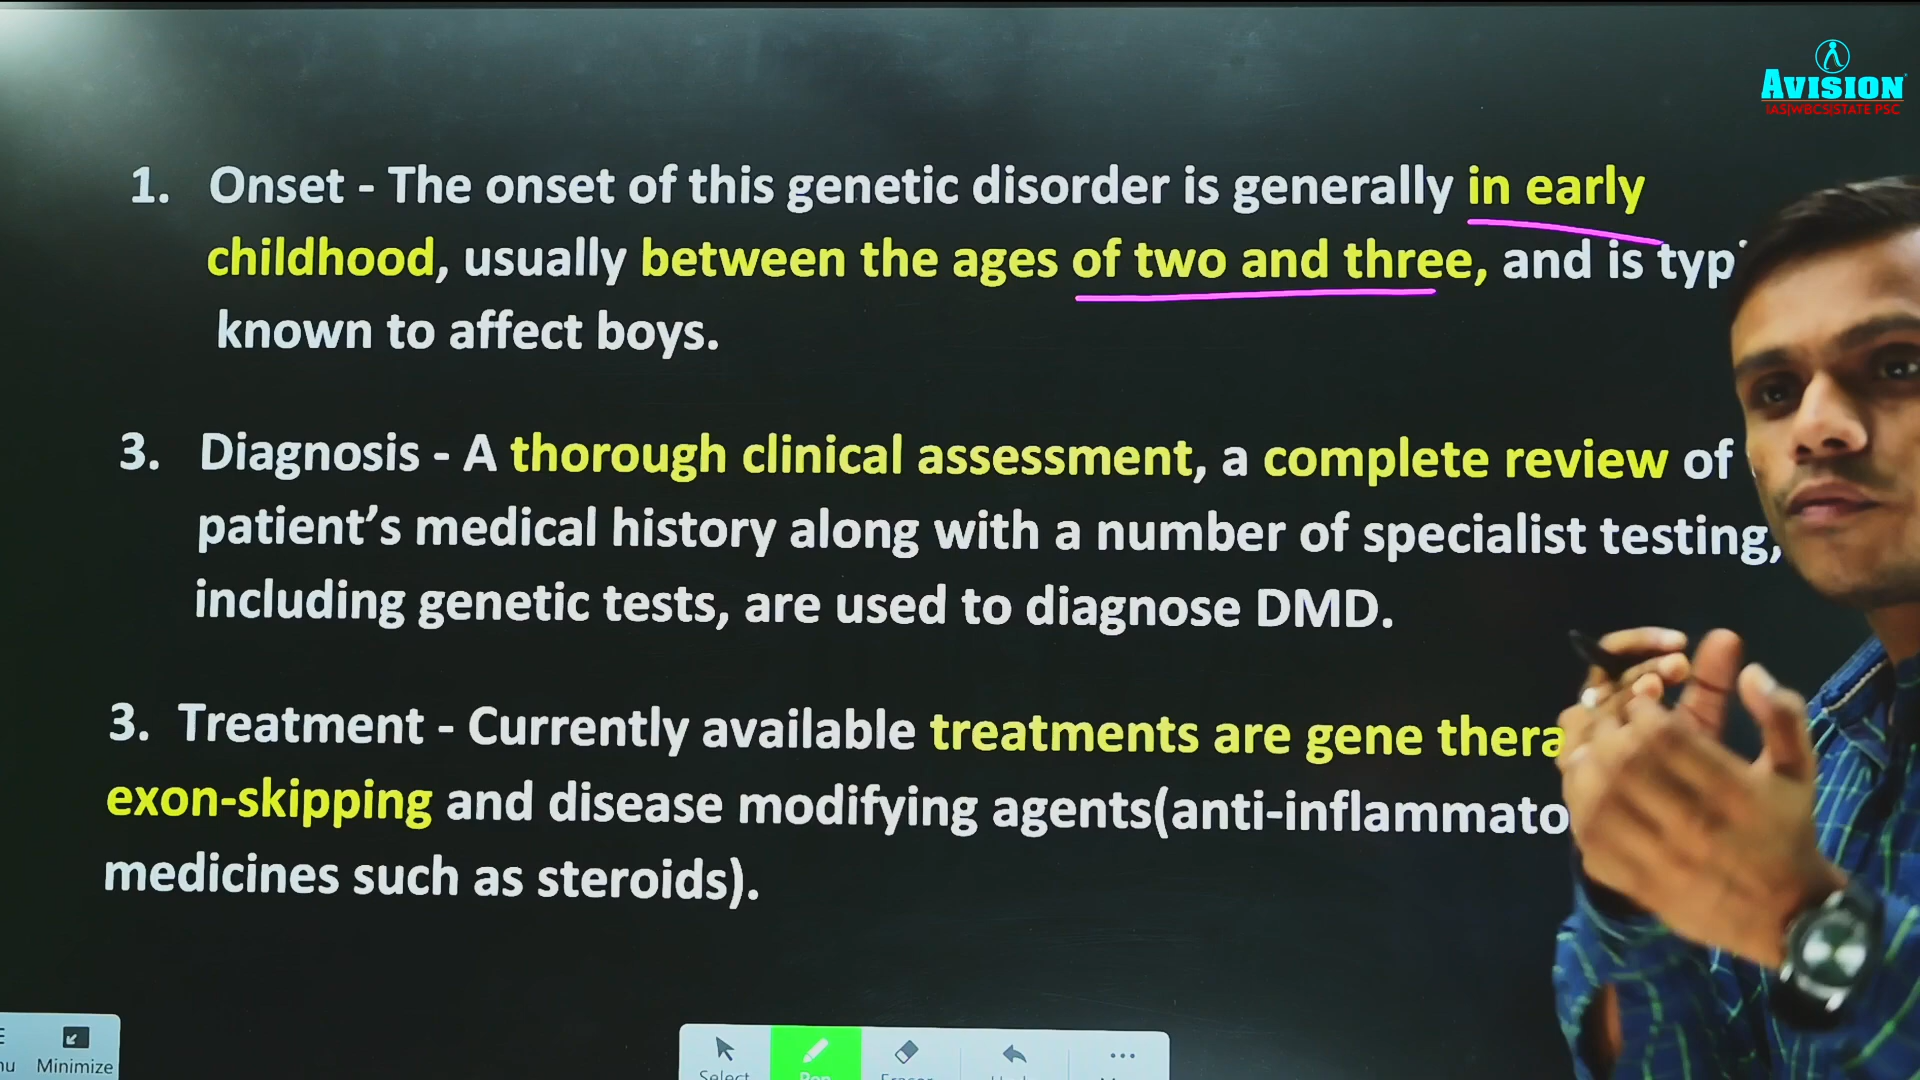 AVISION
IAS|WBCS|STATE PSC
1. Onset - The onset of this genetic disorder is generally in early
childhood, usually between the ages of two and three, and is
known to affect boys.
3. Diagnosis - A thorough clinical assessment, a complete review of
patient’s medical history along with a number of specialist testing,
including genetic tests, are used to diagnose DMD.
3. Treatment - Currently available treatments are gene
exon-skipping and disease modifying agents(
medicines such as steroids).
Minimize
Select